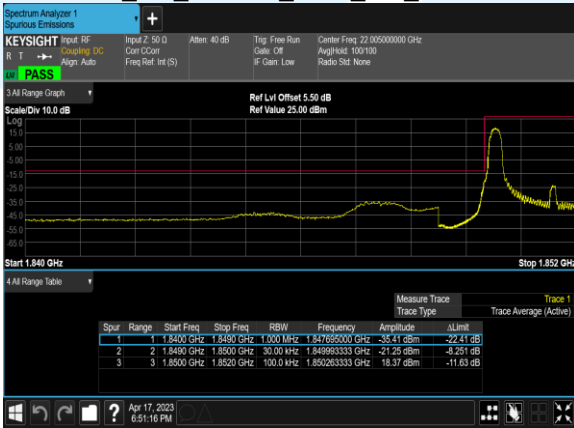 Spectrum Analyzer 1
Spurious Emissions
KEYSIGHT Input: RF Input Z: 50 Ω Atten: 40 dB Trig: Free Run Center Freq: 22.005000000 GHz
R T Coupling: DC Corr CCorr Gate: Off Avg|Hold: 100/100
Align: Auto Freq Ref: Int (S) IF Gain: Low Radio Std: None
LXI PASS
3 All Range Graph
Ref Lvl Offset 5.50 dB
Scale/Div 10.0 dB Ref Value 25.00 dBm
Log
15.0
5.00
-5.00
-15.0
-25.0
-35.0
-45.0
-55.0
-65.0
Start 1.840 GHz Stop 1.852 GHz
4 All Range Table
Measure Trace Trace 1
Trace Type Trace Average (Active)
Spur Range Start Freq Stop Freq RBW Frequency Amplitude ΔLimit
1 1 1.8400 GHz 1.8490 GHz 1.000 MHz 1.847695000 GHz -35.41 dBm -22.41 dB
2 2 1.8490 GHz 1.8500 GHz 30.00 kHz 1.849993333 GHz -21.25 dBm -8.251 dB
3 3 1.8500 GHz 1.8520 GHz 100.0 kHz 1.850263333 GHz 18.37 dBm -11.63 dB
? Apr 17, 2023
6:51:16 PM